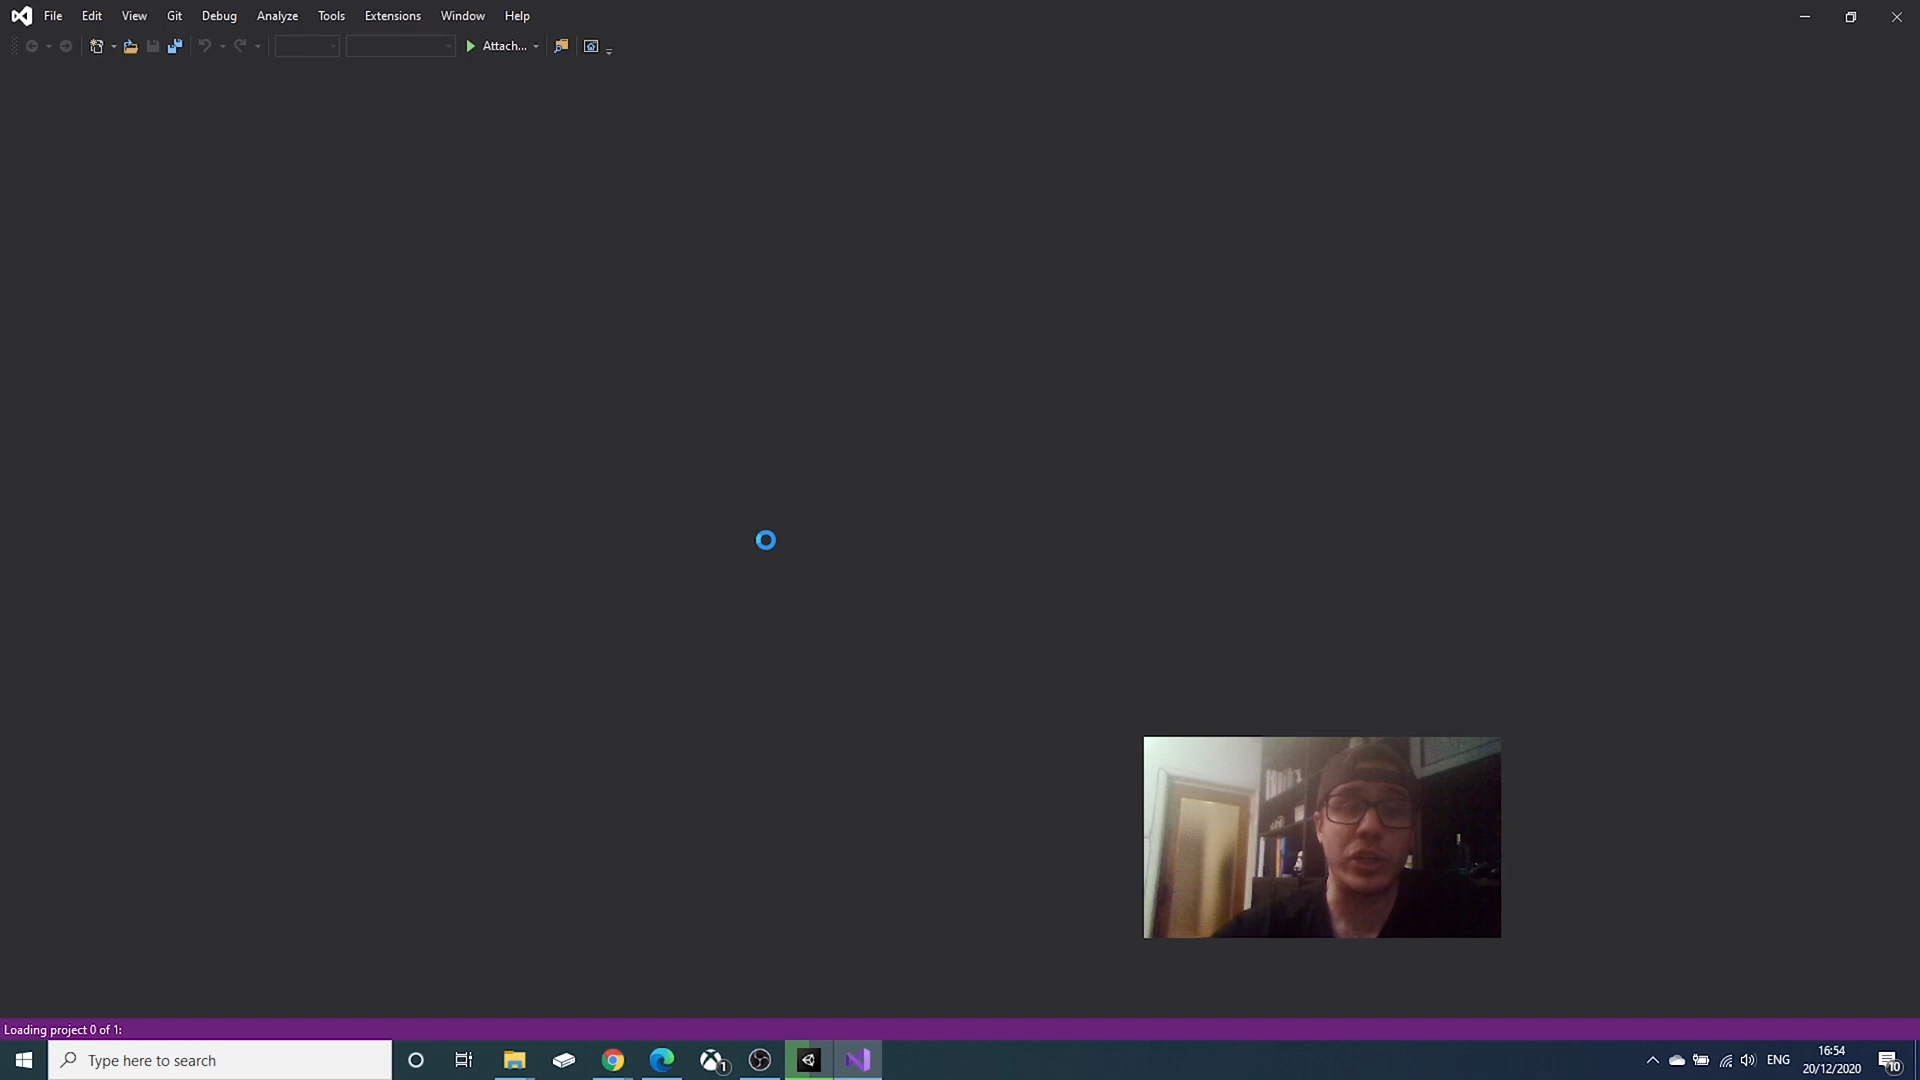 File Edit View Git Debug Analyze Tools Extensions Window Help
Attach...
Loading project 0 of 1:
Type here to search
1
ENG
16:54
20/12/2020
10